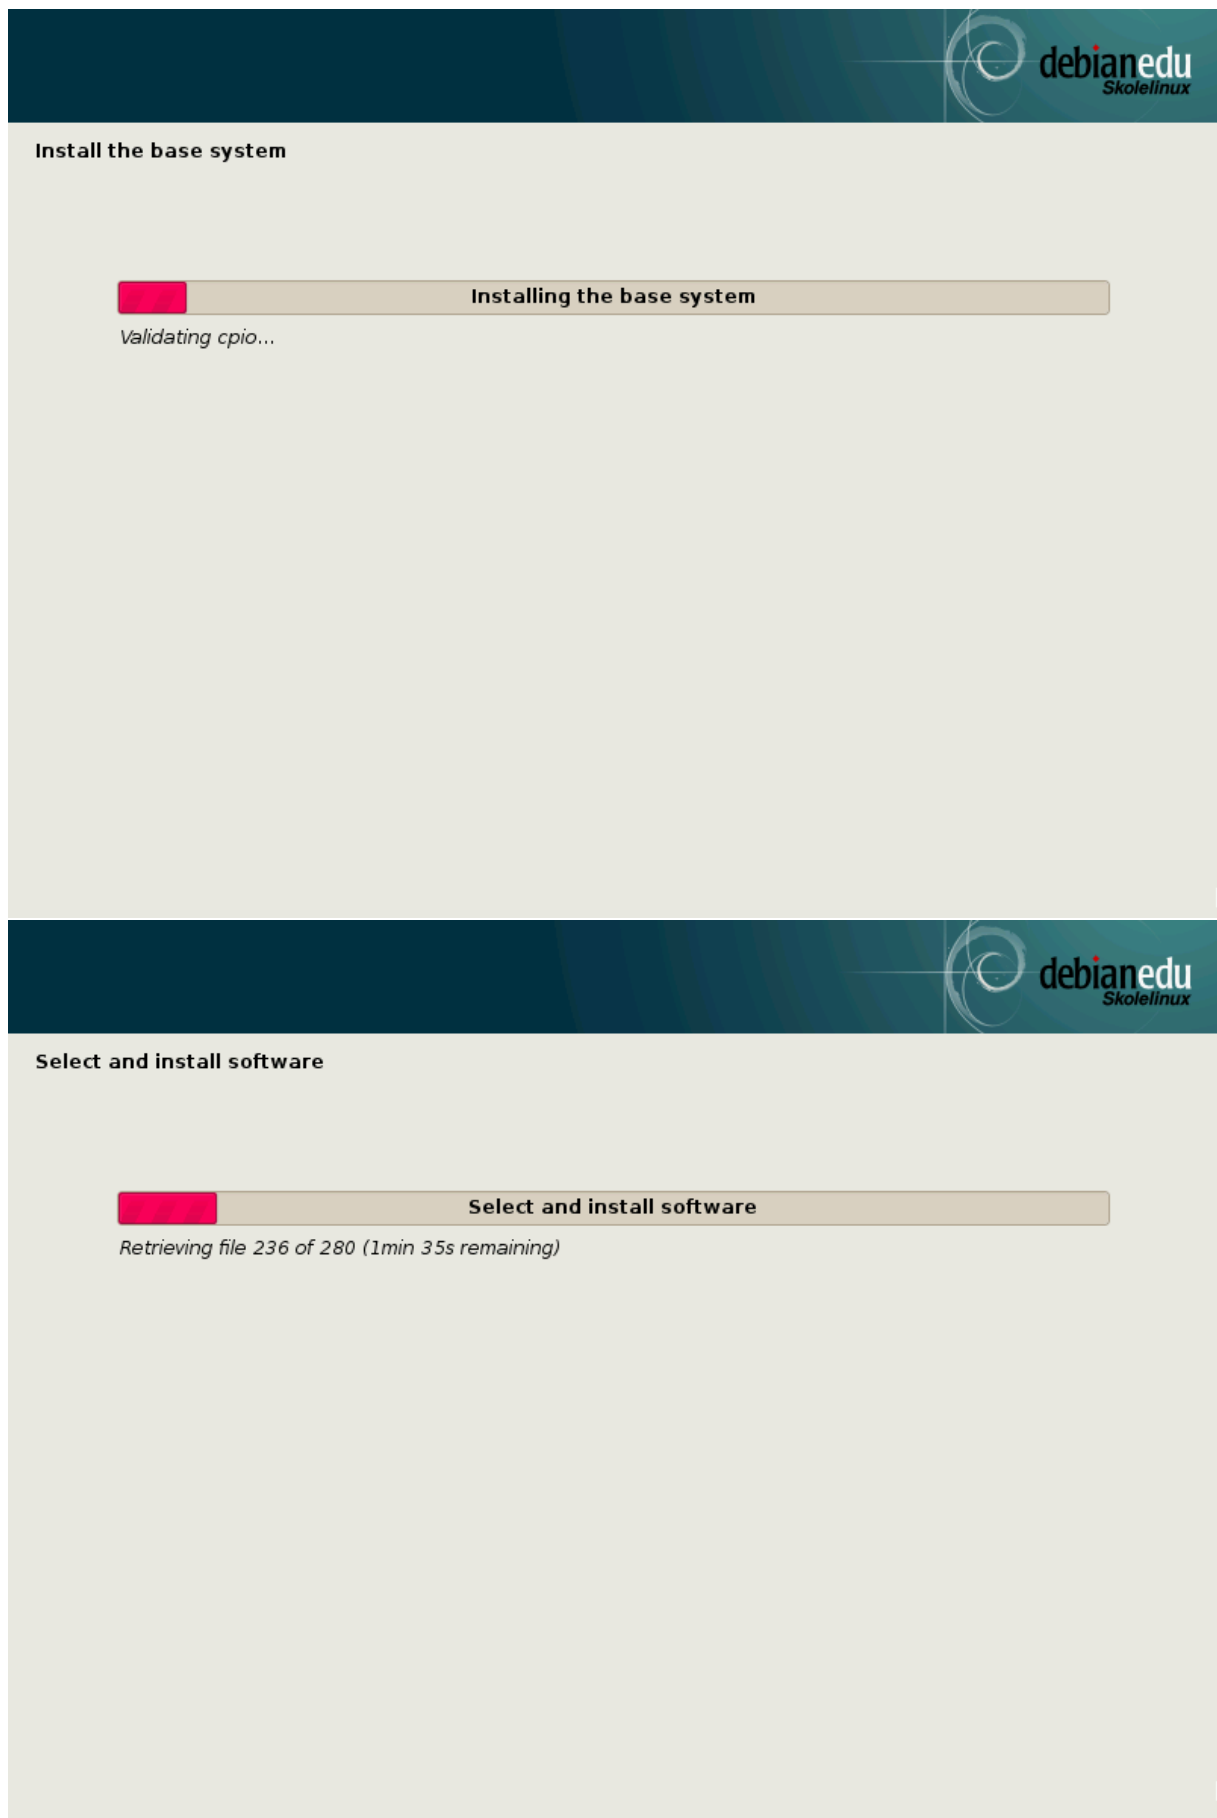 debianedu
Skolelinux
Install the base system
Installing the base system
Validating cpio...
debianedu
Skolelinux
Select and install software
Select and install software
Retrieving file 236 of 280 (1min 35s remaining)